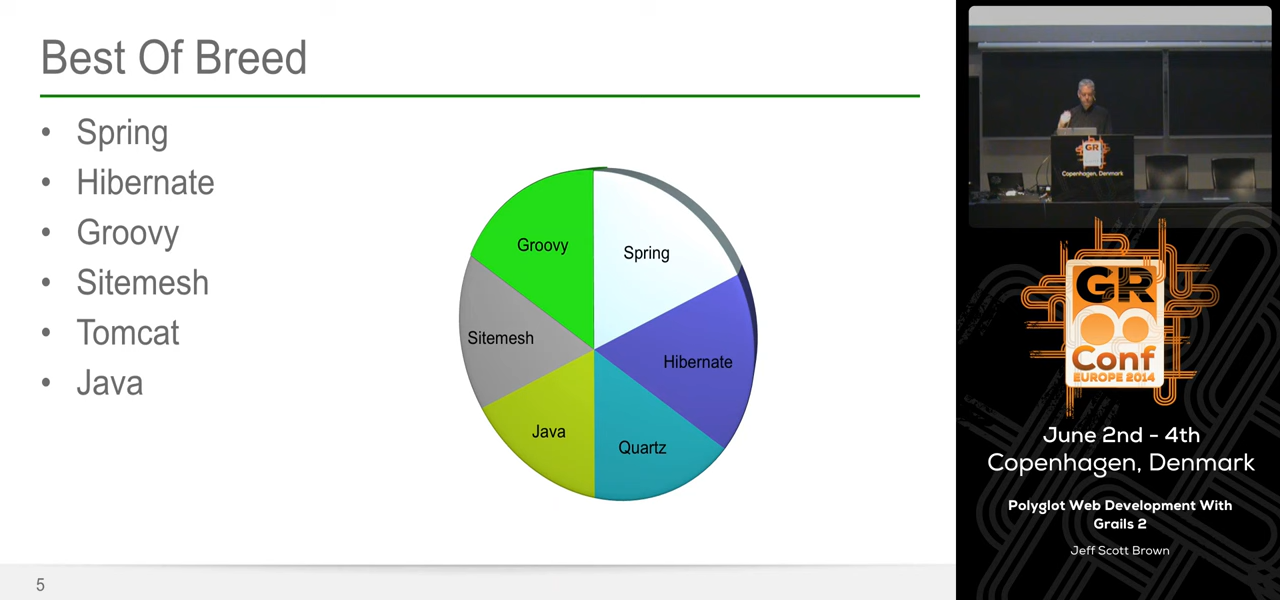 Best Of Breed
• Spring
• Hibernate
• Groovy
• Sitemesh
• Tomcat
• Java
Groovy
Spring
Sitemesh
Hibernate
Java
Quartz
5
GR
Copenhagen, Denmark
GR
Conf
EUROPE 2014
June 2nd - 4th
Copenhagen, Denmark
Polyglot Web Development With
Grails 2
Jeff Scott Brown